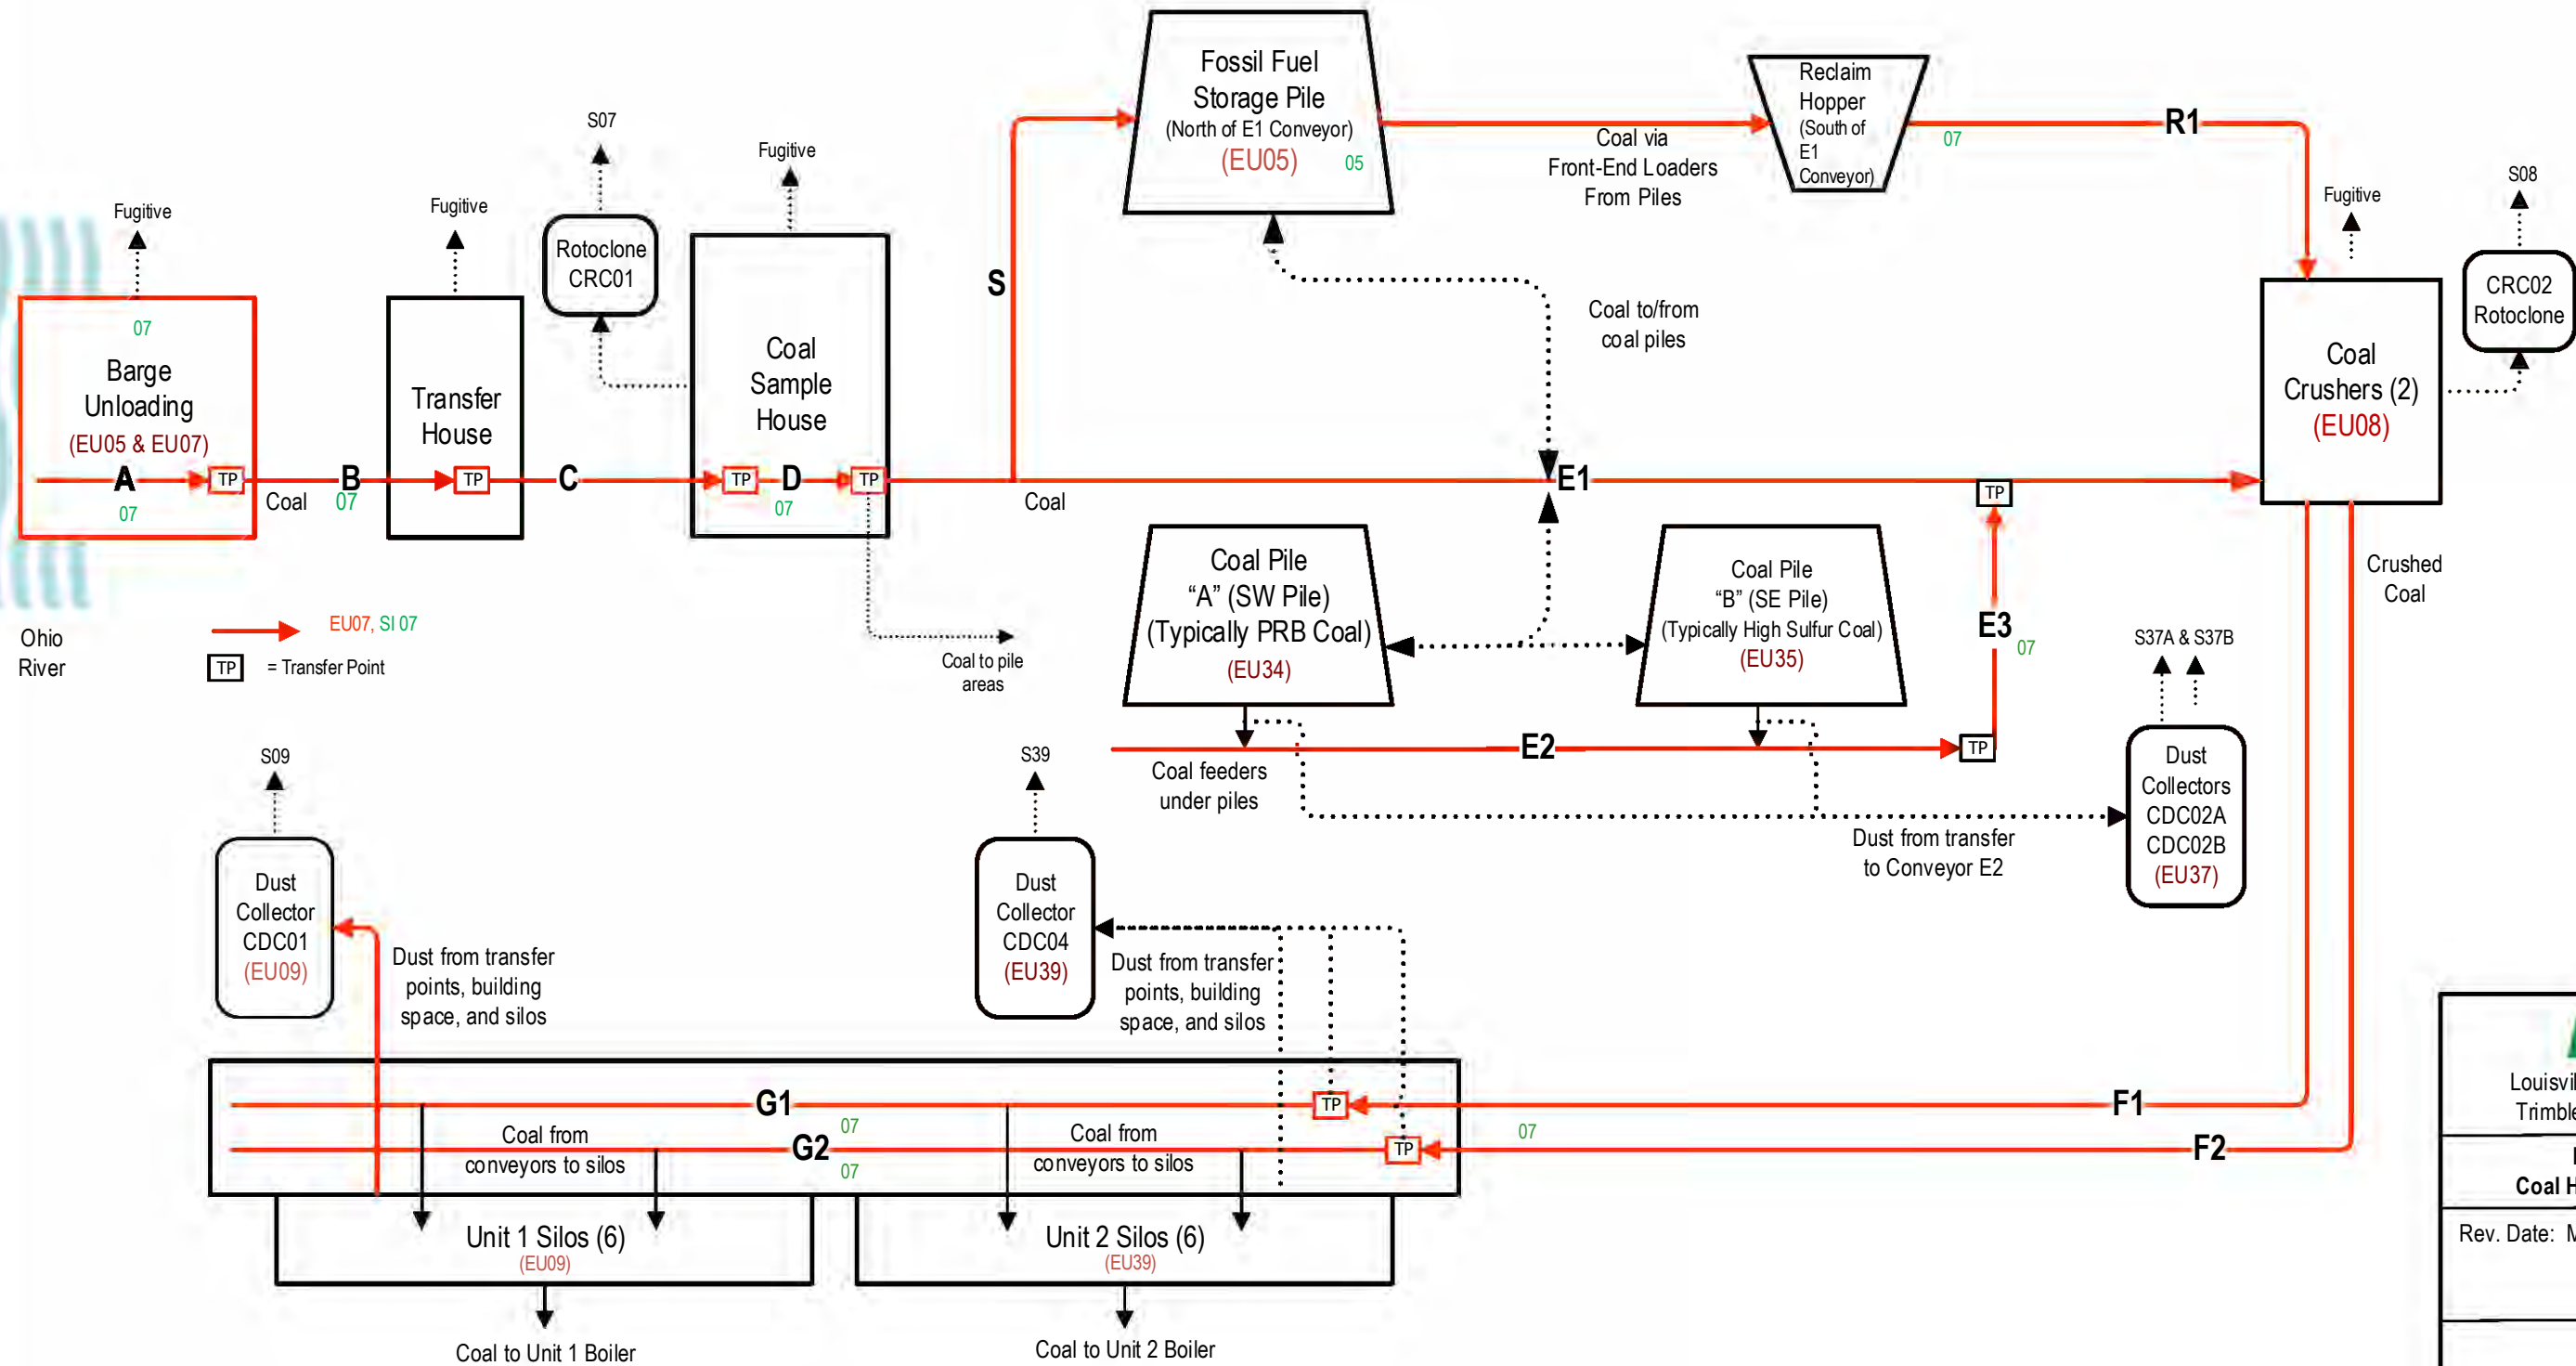 Fossil Fuel
Storage Pile
(North of E1 Conveyor)
(EU05)
05
Coal via
Front-End Loaders
From Piles
Reclaim
Hopper
(South of
E1
Conveyor)
07
R1
S07
Rotoclone
CRC01
Fugitive
Fugitive
Fugitive
07
Barge
Unloading
(EU05 & EU07)
A
TP
07
Coal
B
07
Transfer
House
TP
C
Coal
Sample
House
TP
D
TP
07
S
Coal
Coal to/from
coal piles
E1
Fugitive
S08
CRC02
Rotoclone
Coal
Crushers (2)
(EU08)
Crushed
Coal
Ohio
River
EU07, SI 07
TP
= Transfer Point
Coal to pile
areas
Coal Pile
“A” (SW Pile)
(Typically PRB Coal)
(EU34)
Coal Pile
“B” (SE Pile)
(Typically High Sulfur Coal)
(EU35)
TP
E3
07
E2
TP
Coal feeders
under piles
Dust from transfer
to Conveyor E2
S37A & S37B
Dust
Collectors
CDC02A
CDC02B
(EU37)
S09
Dust
Collector
CDC01
(EU09)
Dust from transfer
points, building
space, and silos
S39
Dust
Collector
CDC04
(EU39)
Dust from transfer
points, building
space, and silos
G1
07
TP
F1
G2
07
TP
07
F2
Coal from
conveyors to silos
Coal from
conveyors to silos
Unit 1 Silos (6)
(EU09)
Unit 2 Silos (6)
(EU39)
Coal to Unit 1 Boiler
Coal to Unit 2 Boiler
Coal H
Rev. Date: M